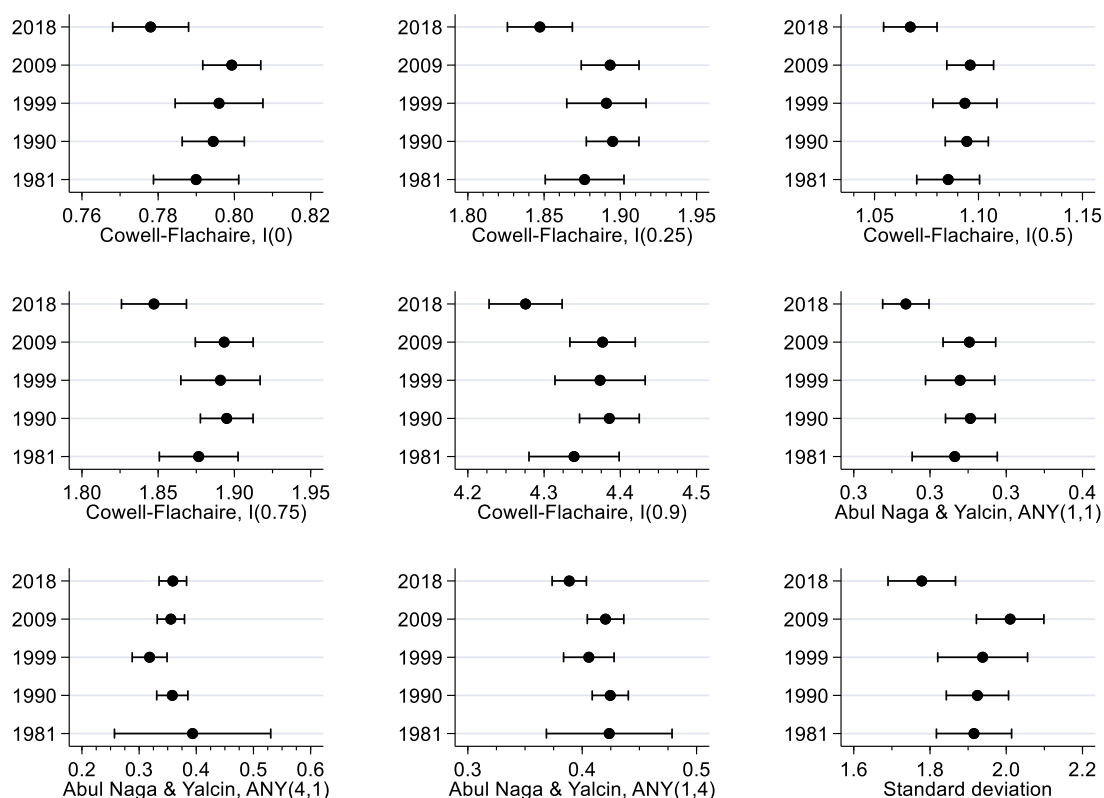 2018
2009
1999
1990
1981
0.76 0.78 0.80 0.82
Cowell-Flachaire, I(0)
2018
2009
1999
1990
1981
1.80 1.85 1.90 1.95
Cowell-Flachaire, I(0.25)
2018
2009
1999
1990
1981
1.05 1.10 1.15
Cowell-Flachaire, I(0.5)
2018
2009
1999
1990
1981
1.80 1.85 1.90 1.95
Cowell-Flachaire, I(0.75)
2018
2009
1999
1990
1981
4.2 4.3 4.4 4.5
Cowell-Flachaire, I(0.9)
2018
2009
1999
1990
1981
0.3 0.3 0.3 0.4
Abul Naga & Yalcin, ANY(1,1)
2018
2009
1999
1990
1981
0.2 0.3 0.4 0.5 0.6
Abul Naga & Yalcin, ANY(4,1)
2018
2009
1999
1990
1981
0.3 0.4 0.5
Abul Naga & Yalcin, ANY(1,4)
2018
2009
1999
1990
1981
1.6 1.8 2.0 2.2
Standard deviation